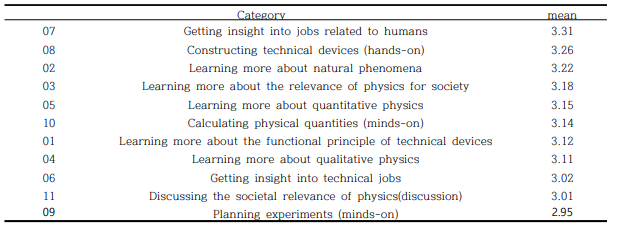 Category mean
07 Getting insight into jobs related to humans 3.31
08 Constructing technical devices (hands-on) 3.26
02 Learning more about natural phenomena 3.22
03 Learning more about the relevance of physics for society 3.18
05 Learning more about quantitative physics 3.15
10 Calculating physical quantities (minds-on) 3.14
01 Learning more about the functional principle of technical devices 3.12
04 Learning more about qualitative physics 3.11
06 Getting insight into technical jobs 3.02
11 Discussing the societal relevance of physics(discussion) 3.01
09 Planning experiments (minds-on) 2.95